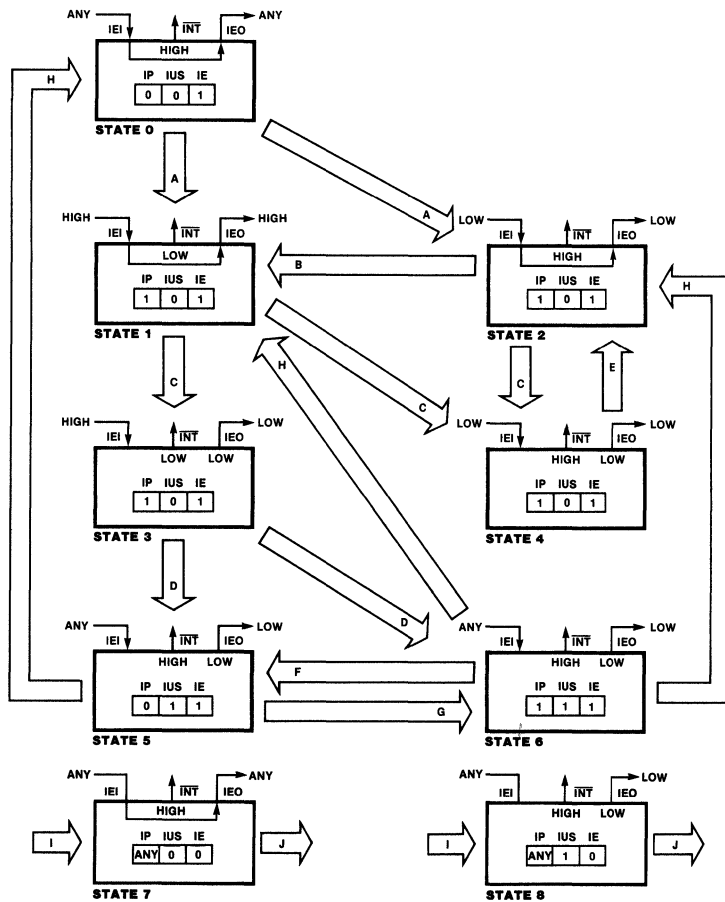 ANY ANY
IEI INT IEO
HIGH
H
IP IUS IE
0 0 1
STATE 0
A
A
HIGH HIGH
IEI INT IEO
LOW
IP IUS IE
1 0 1
STATE 1
B
LOW LOW
IEI INT IEO
HIGH
IP IUS IE
1 0 1
STATE 2
H
C
H
C
C
E
HIGH LOW
IEI INT IEO
LOW LOW
IP IUS IE
1 0 1
STATE 3
LOW LOW
IEI INT IEO
HIGH LOW
IP IUS IE
1 0 1
STATE 4
D
D
ANY LOW
IEI INT IEO
HIGH LOW
IP IUS IE
0 1 1
STATE 5
F
G
ANY LOW
IEI INT IEO
HIGH LOW
IP IUS IE
1 1 1
STATE 6
ANY ANY
IEI INT IEO
HIGH
IP IUS IE
I
ANY 0 0
J
STATE 7
ANY LOW
IEI INT IEO
HIGH LOW
IP IUS IE
I
ANY 1 0
J
STATE 8